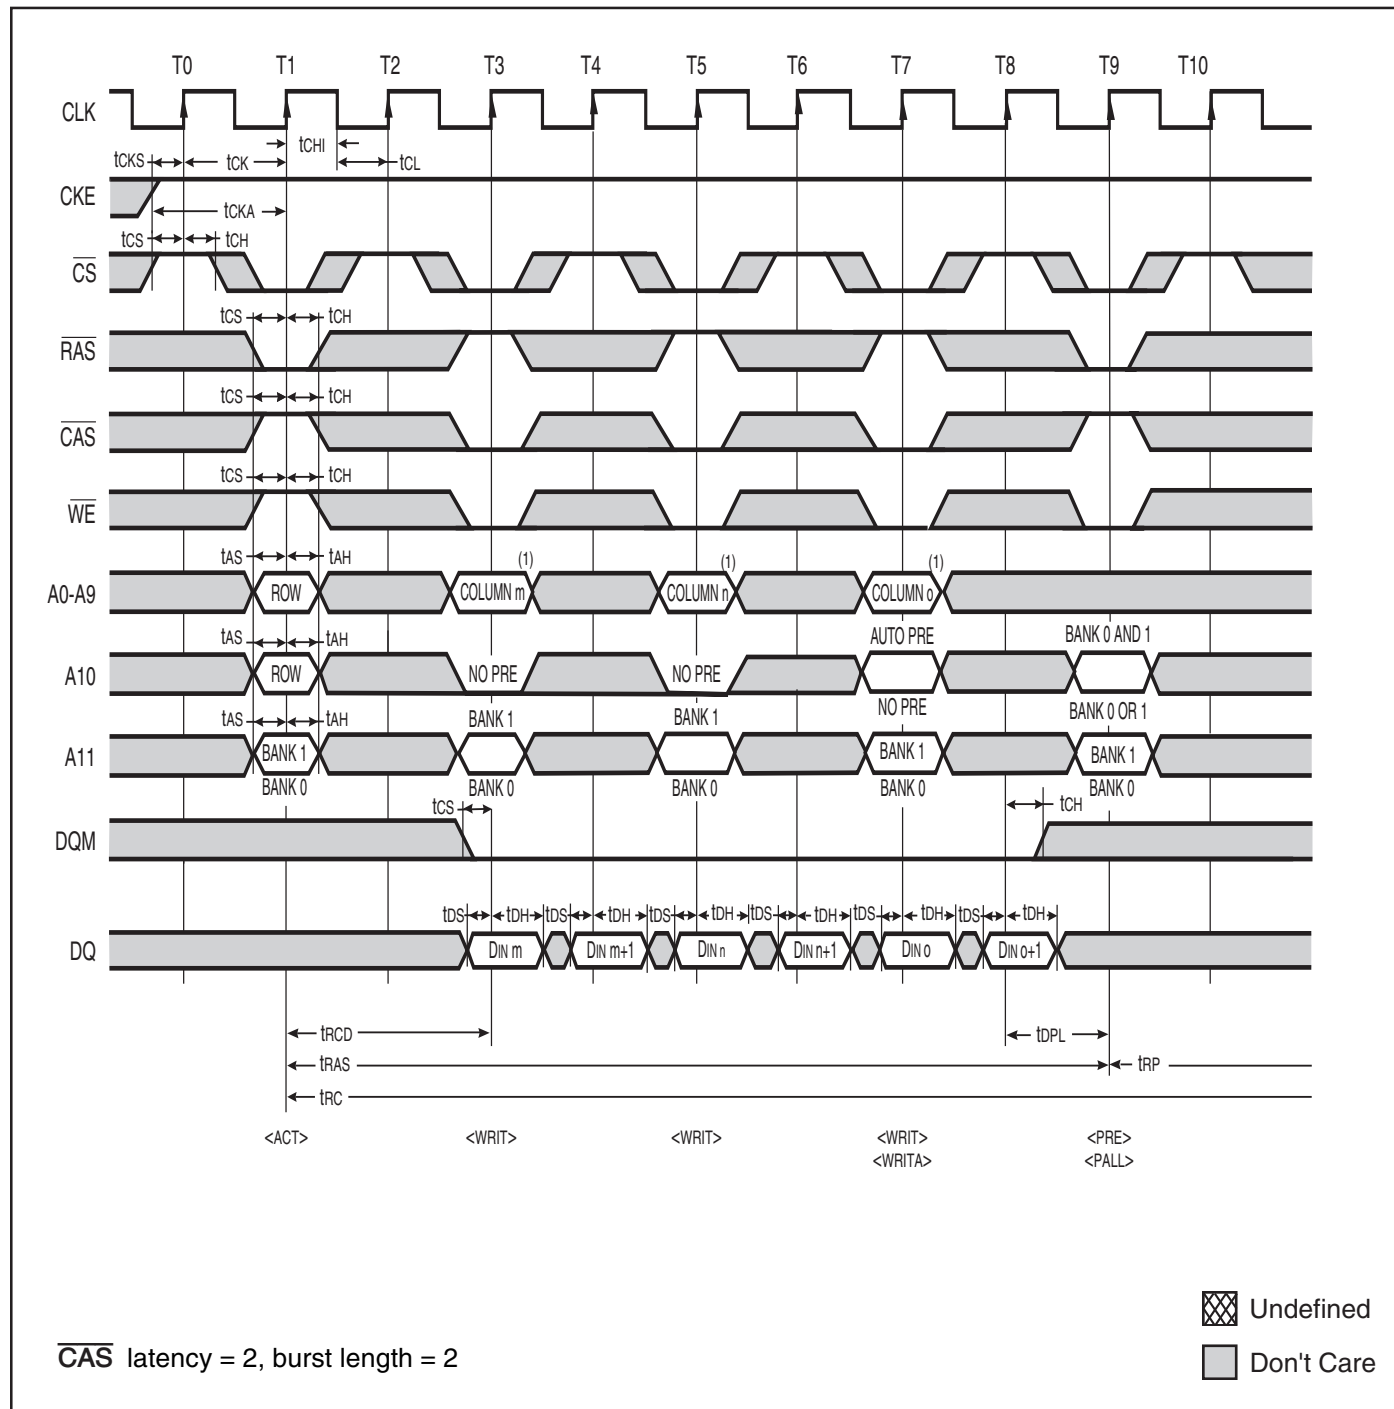 T0 T1 T2 T3 T4 T5 T6 T7 T8 T9 T10
CLK
tCHI
tCKS tCK tCL
CKE
tCKA
tCS tCH
CS
tCS tCH
RAS
tCS tCH
CAS
tCS tCH
WE
tAS tAH (1) (1) (1)
A0-A9 ROW COLUMN m COLUMN n COLUMN o
tAS tAH AUTO PRE BANK 0 AND 1
A10 ROW NO PRE NO PRE
NO PRE BANK 0 OR 1
tAS tAH BANK 1 BANK 1
A11 BANK 1 BANK 1 BANK 1
BANK 0 BANK 0 BANK 0 BANK 0 BANK 0
tCS tCH
DQM
tDS tDH tDS tDH tDS tDH tDS tDH tDS tDH tDS tDH
DQ DIN m DIN m+1 DIN n DIN n+1 DIN o DIN o+1
tRCD tDPL
tRAS tRP
tRC
<ACT> <WRIT> <WRIT> <WRIT> <PRE>
<WRITA> <PALL>
Undefined
CAS latency = 2, burst length = 2
Don't Care